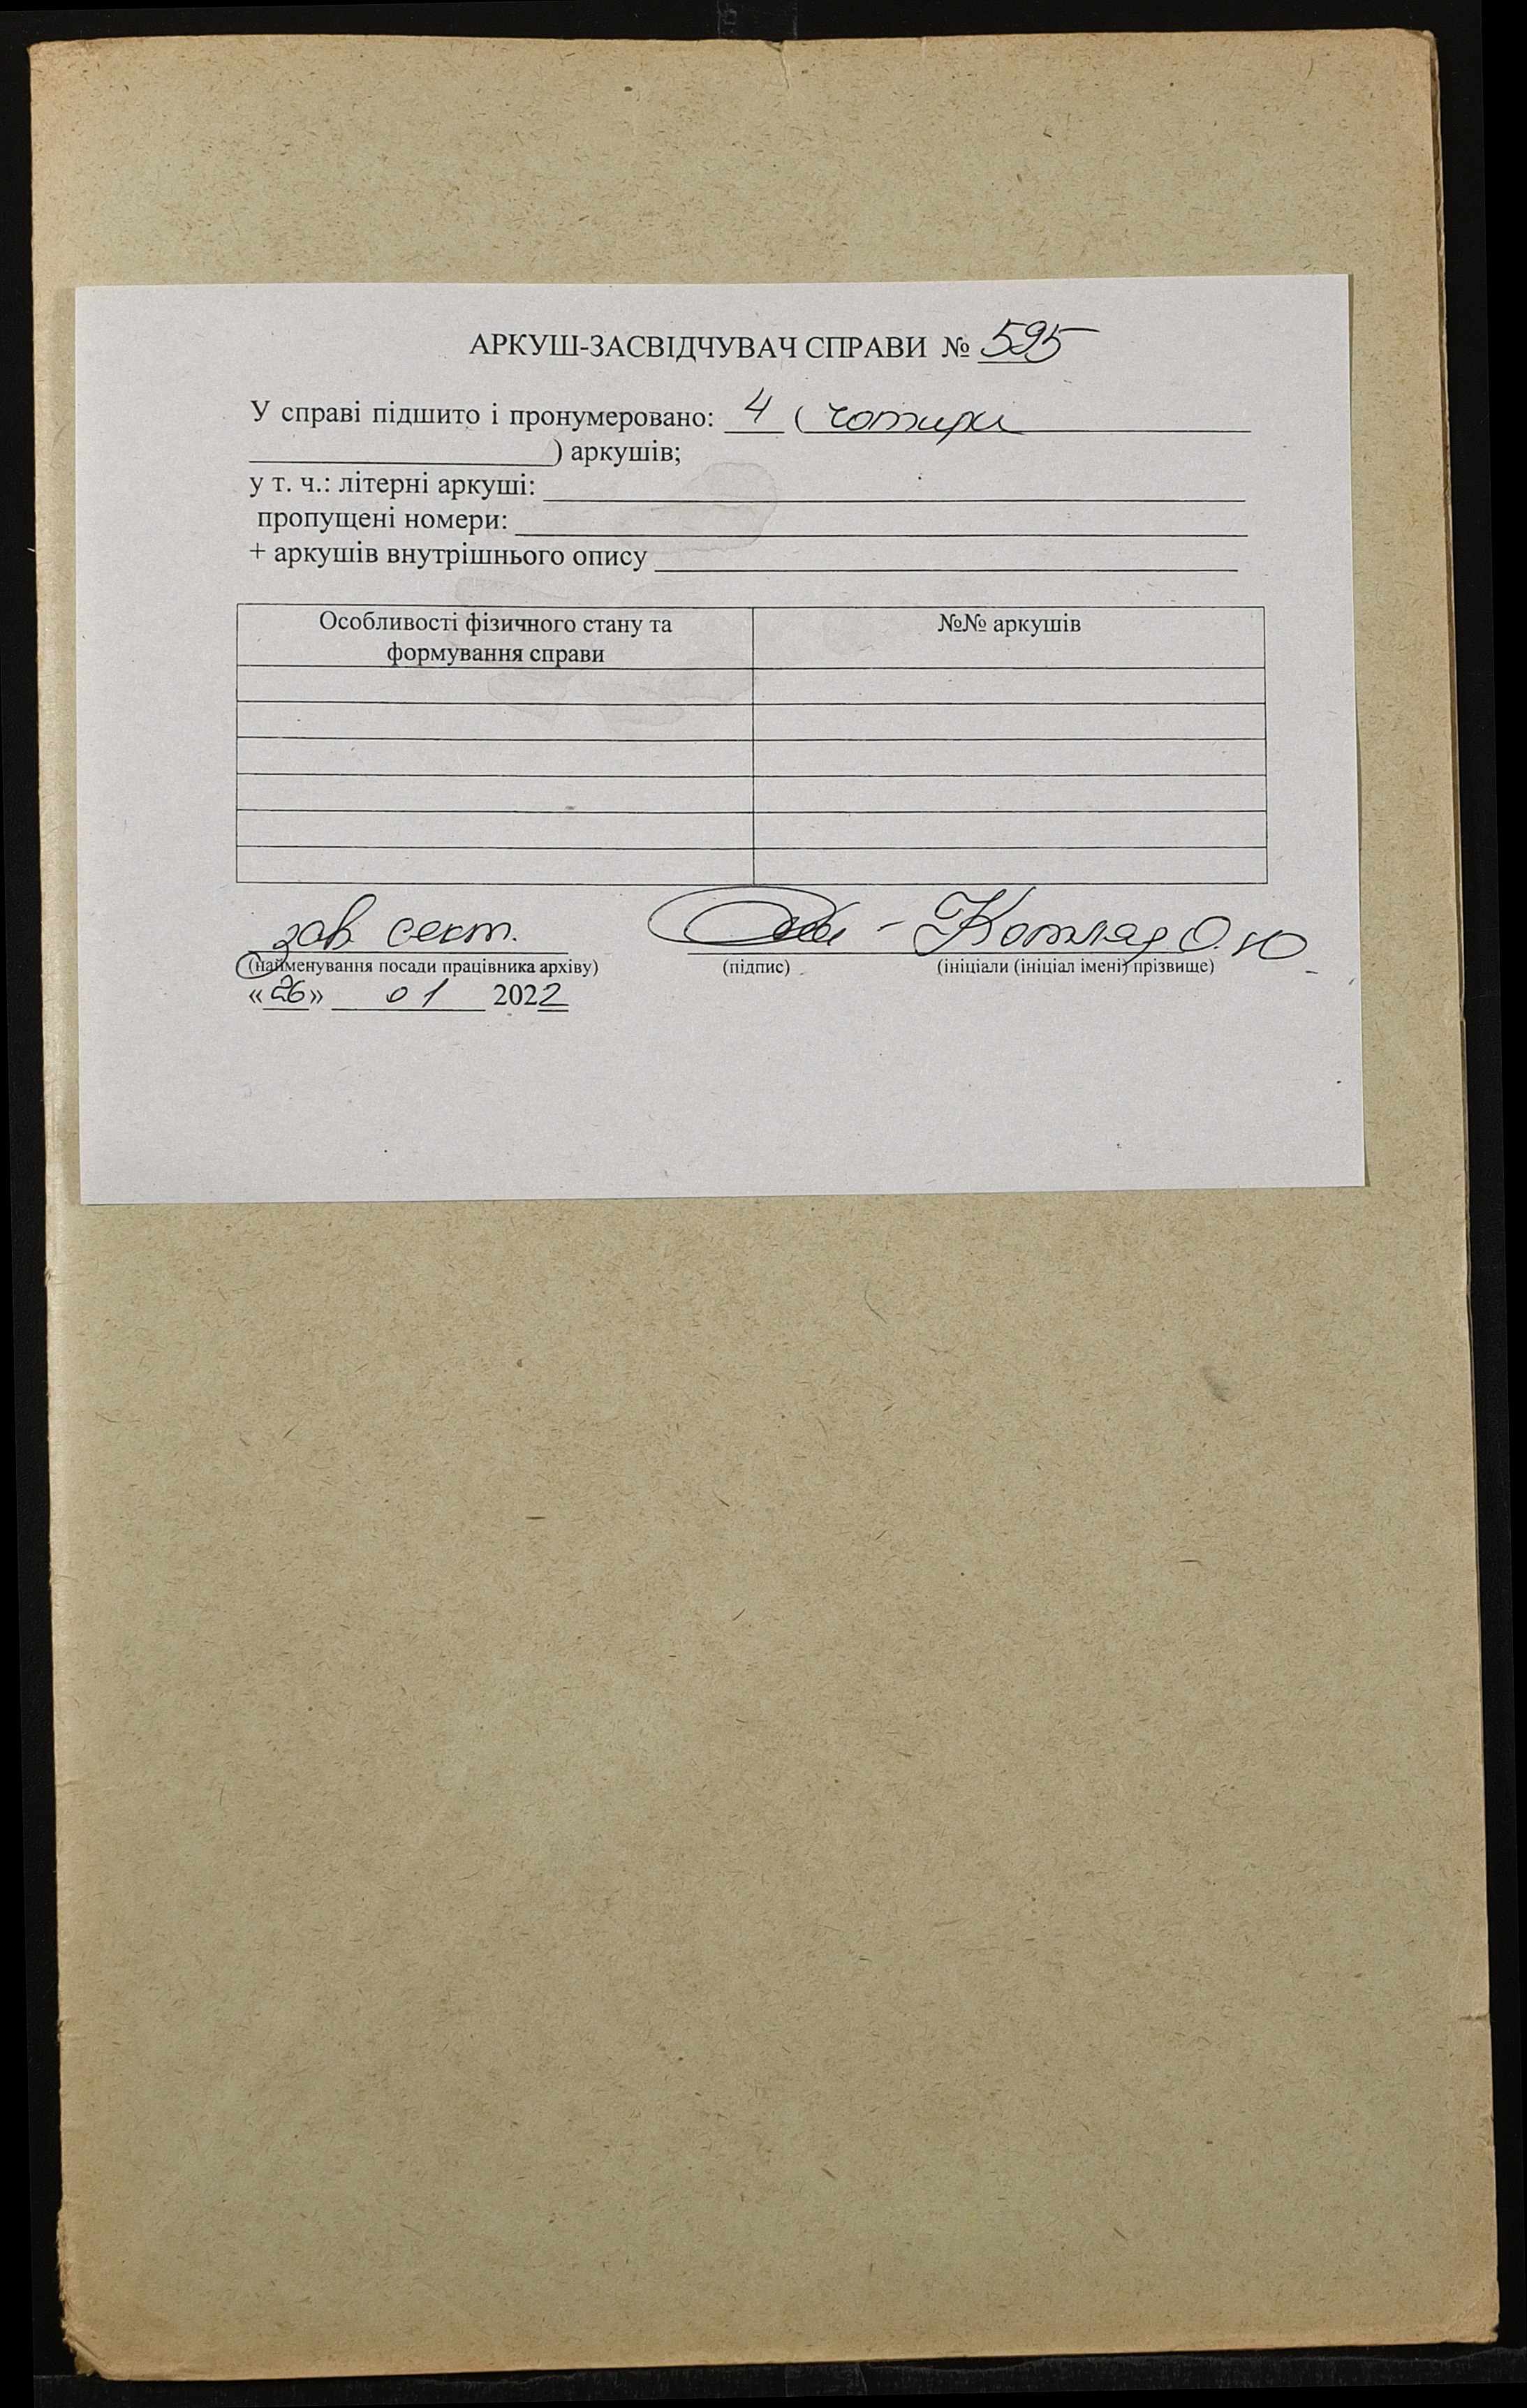 АРКУШ-ЗАСВІДЧУВАЧ СПРАВИ № 595
У справі підшито і пронумеровано: 4 ( чотири
) аркушів;
у т. ч.: літерні аркуші:
пропущені номери:
+ аркушів внутрішнього опису
Особливості фізичного стану та
формування справи
№№ аркушів
зав. сект. - О.Ю
(найменування посади працівника архіву) (підпис) (ініціали (ініціал імені) прізвище)
«26» 01 2022